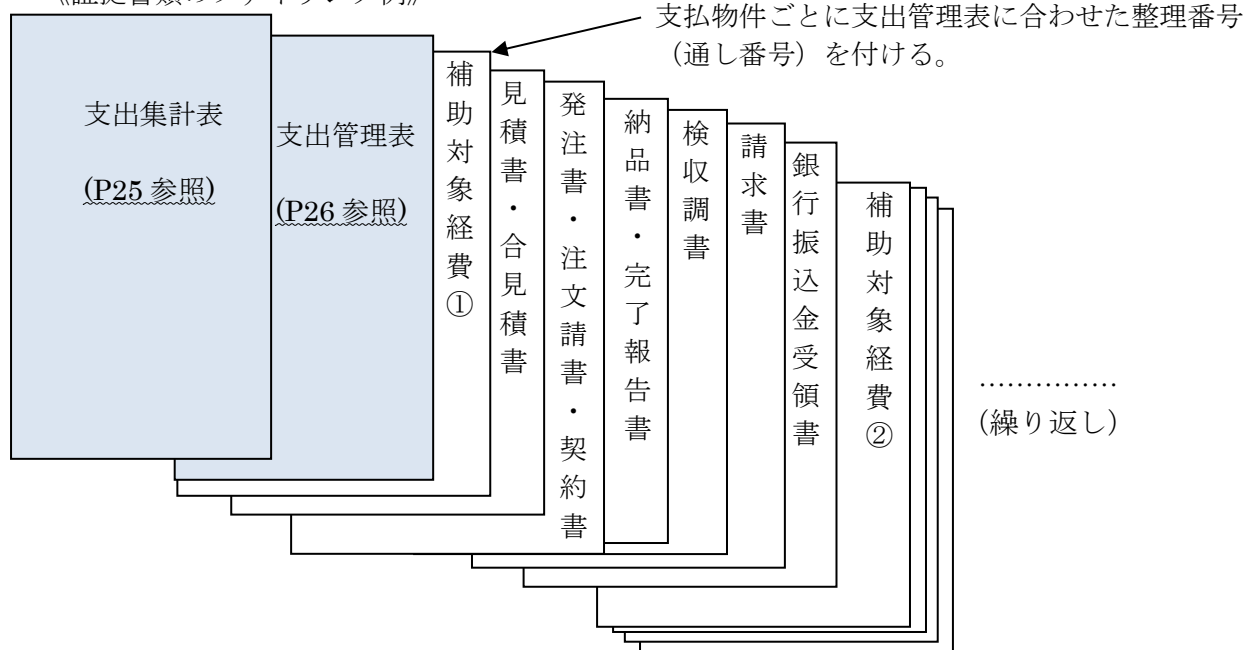 支払物件ごとに支出管理表に合わせた整理番号
（通し番号）を付ける。
支出集計表
(P25 参照)
支出管理表
(P26 参照)
補助対象経費①
見積書・合見積書
発注書・注文請書・契約書
納品書・完了報告書
検収調書
請求書
銀行振込金受領書
補助対象経費②
……………
（繰り返し）